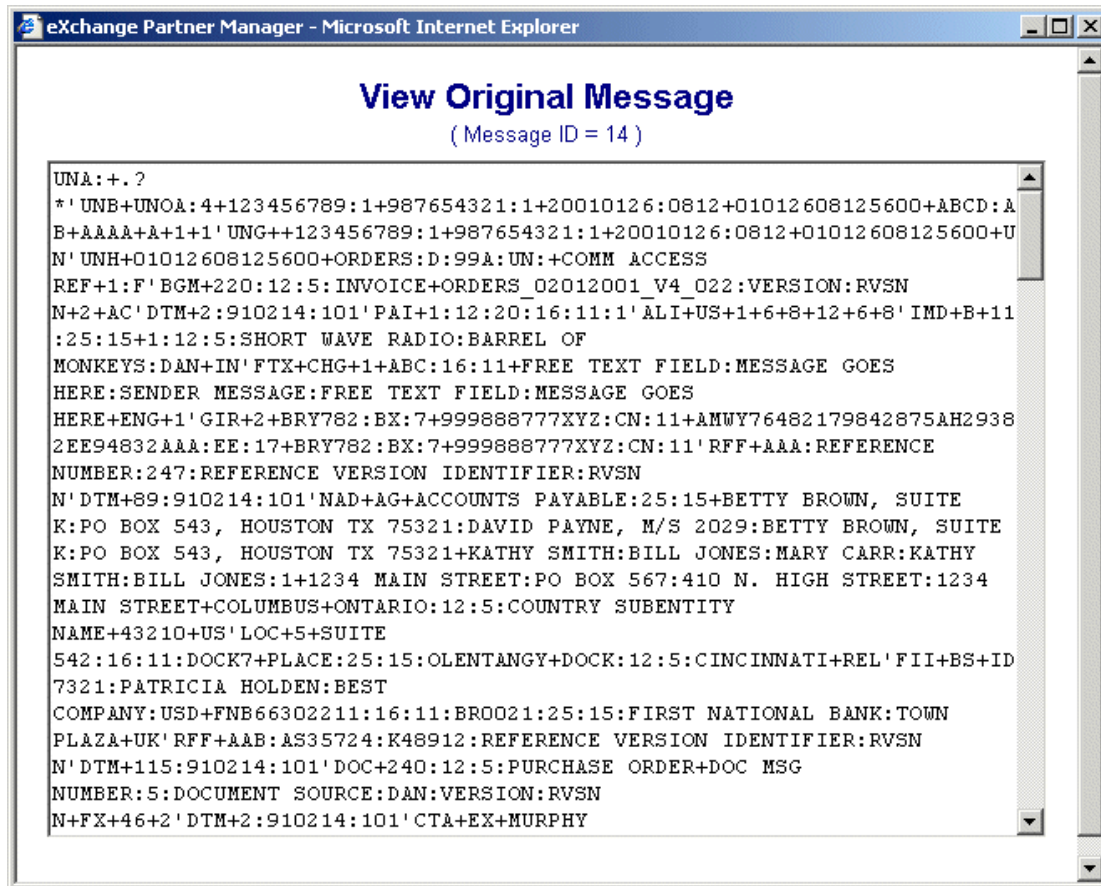 eXchange Partner Manager - Microsoft Internet Explorer
View Original Message
( Message ID = 14 )
UNA:+.?
*'UNB+UNOA:4+123456789:1+987654321:1+20010126:0812+01012608125600+ABCD:A
B+AAAA+A+1+1'UNG++123456789:1+987654321:1+20010126:0812+01012608125600+U
N'UNH+01012608125600+ORDERS:D:99A:UN:+COMM ACCESS
REF+1:F'BGM+220:12:5:INVOICE+ORDERS_02012001_V4_022:VERSION:RVSN
N+2+AC'DTM+2:910214:101'PAI+1:12:20:16:11:1'ALI+US+1+6+8+12+6+8'IMD+B+11
:25:15+1:12:5:SHORT WAVE RADIO:BARREL OF
MONKEYS:DAN+IN'FTX+CHG+1+ABC:16:11+FREE TEXT FIELD:MESSAGE GOES
HERE:SENDER MESSAGE:FREE TEXT FIELD:MESSAGE GOES
HERE+ENG+1'GIR+2+BRY782:BX:7+999888777XYZ:CN:11+AMWY76482179842875AH2938
2EE94832AAA:EE:17+BRY782:BX:7+999888777XYZ:CN:11'RFF+AAA:REFERENCE
NUMBER:247:REFERENCE VERSION IDENTIFIER:RVSN
N'DTM+89:910214:101'NAD+AG+ACCOUNTS PAYABLE:25:15+BETTY BROWN, SUITE
K:PO BOX 543, HOUSTON TX 75321:DAVID PAYNE, M/S 2029:BETTY BROWN, SUITE
K:PO BOX 543, HOUSTON TX 75321+KATHY SMITH:BILL JONES:MARY CARR:KATHY
SMITH:BILL JONES:1+1234 MAIN STREET:PO BOX 567:410 N. HIGH STREET:1234
MAIN STREET+COLUMBUS+ONTARIO:12:5:COUNTRY SUBENTITY
NAME+43210+US'LOC+5+SUITE
542:16:11:DOCK7+PLACE:25:15:OLENTANGY+DOCK:12:5:CINCINNATI+REL'FII+BS+ID
7321:PATRICIA HOLDEN:BEST
COMPANY:USD+FNB66302211:16:11:BR0021:25:15:FIRST NATIONAL BANK:TOWN
PLAZA+UK'RFF+AAB:AS35724:K48912:REFERENCE VERSION IDENTIFIER:RVSN
N'DTM+115:910214:101'DOC+240:12:5:PURCHASE ORDER+DOC MSG
NUMBER:5:DOCUMENT SOURCE:DAN:VERSION:RVSN
N+FX+46+2'DTM+2:910214:101'CTA+EX+MURPHY